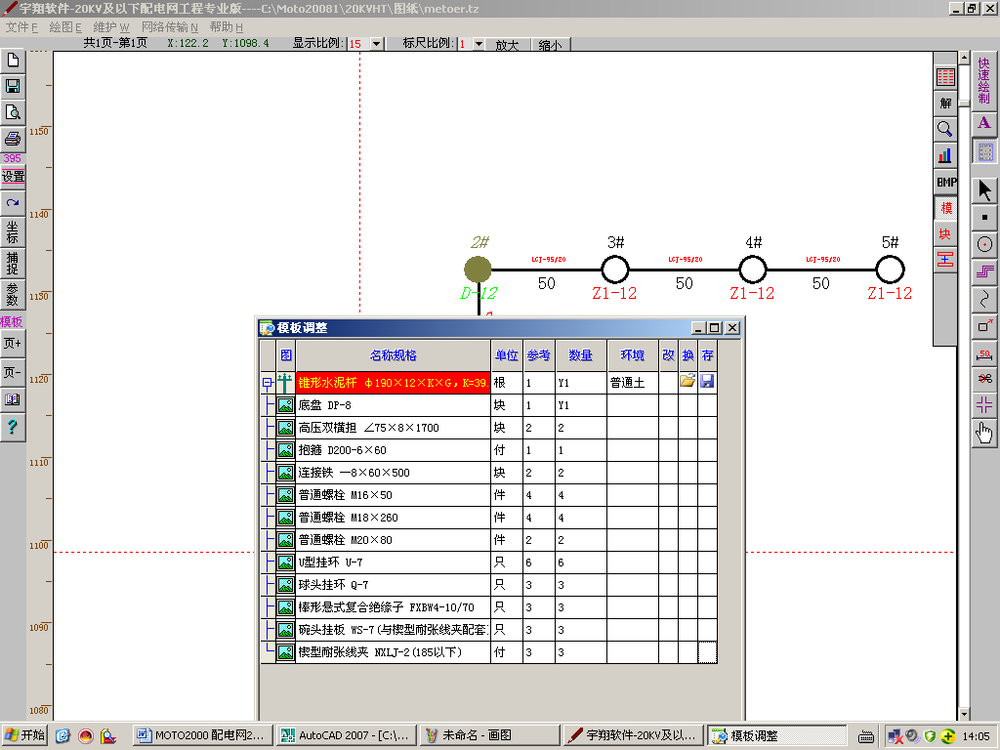 宇翔软件-20KV及以下配电网工程专业版----C:\Moto20081\20KVHT\图纸\metoer.tz
文件F 绘图E 维护W 网络传输N 帮助H
共1页-第1页 X:122.2 Y:1098.4 显示比例: 15 标尺比例: 1 放大 缩小
395
设置
坐标
捕捉
参数
模板
页+
页-
?
1150
1140
1130
1120
1110
1100
1090
1080
2# 3# 4# 5#
LGJ-95/20 LGJ-95/20 LGJ-95/20
50 50 50
D-12 Z1-12 Z1-12 Z1-12
解
BMP
模
块
快速绘制
A
50
模板调整
图 名称规格 单位 参考 数量 环境 改 换 存
锥形水泥杆 φ190×12×K×G,K=39. 根 1 Y1 普通土
底盘 DP-8 块 1 Y1
高压双横担 ∠75×8×1700 块 2 2
抱箍 D200-6×60 付 1 1
连接铁 —8×60×500 块 2 2
普通螺栓 M16×50 件 4 4
普通螺栓 M18×260 件 4 4
普通螺栓 M20×80 件 2 2
U型挂环 U-7 只 6 6
球头挂环 Q-7 只 3 3
棒形悬式复合绝缘子 FXBW4-10/70 只 3 3
碗头挂板 WS-7(与楔型耐张线夹配套 只 3 3
楔型耐张线夹 NXLJ-2(185以下) 付 3 3
开始 MOTO2000 配电网2... AutoCAD 2007 - [C:\... 未命名 - 画图 宇翔软件-20KV及以... 模板调整 14:05